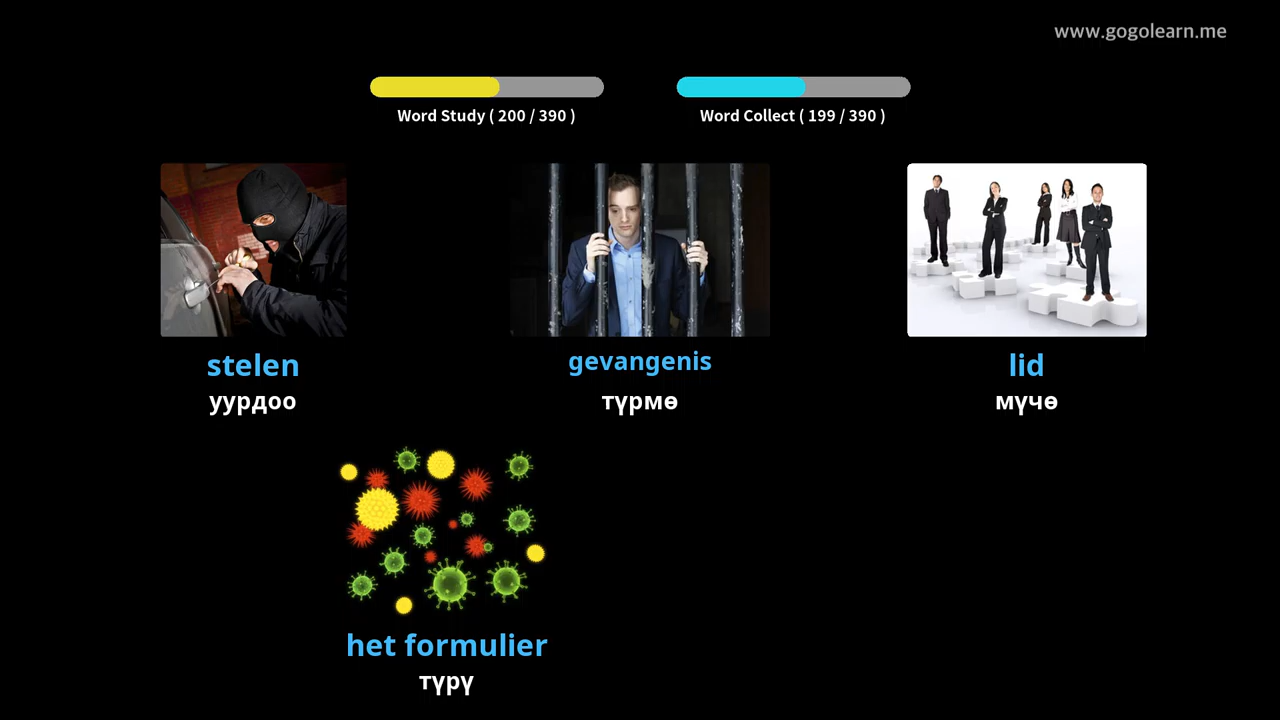 www.gogolearn.me
Word Study ( 200 / 390 )
Word Collect ( 199 / 390 )
stelen
уурдоо
gevangenis
түрмө
lid
мүчө
het formulier
түрү